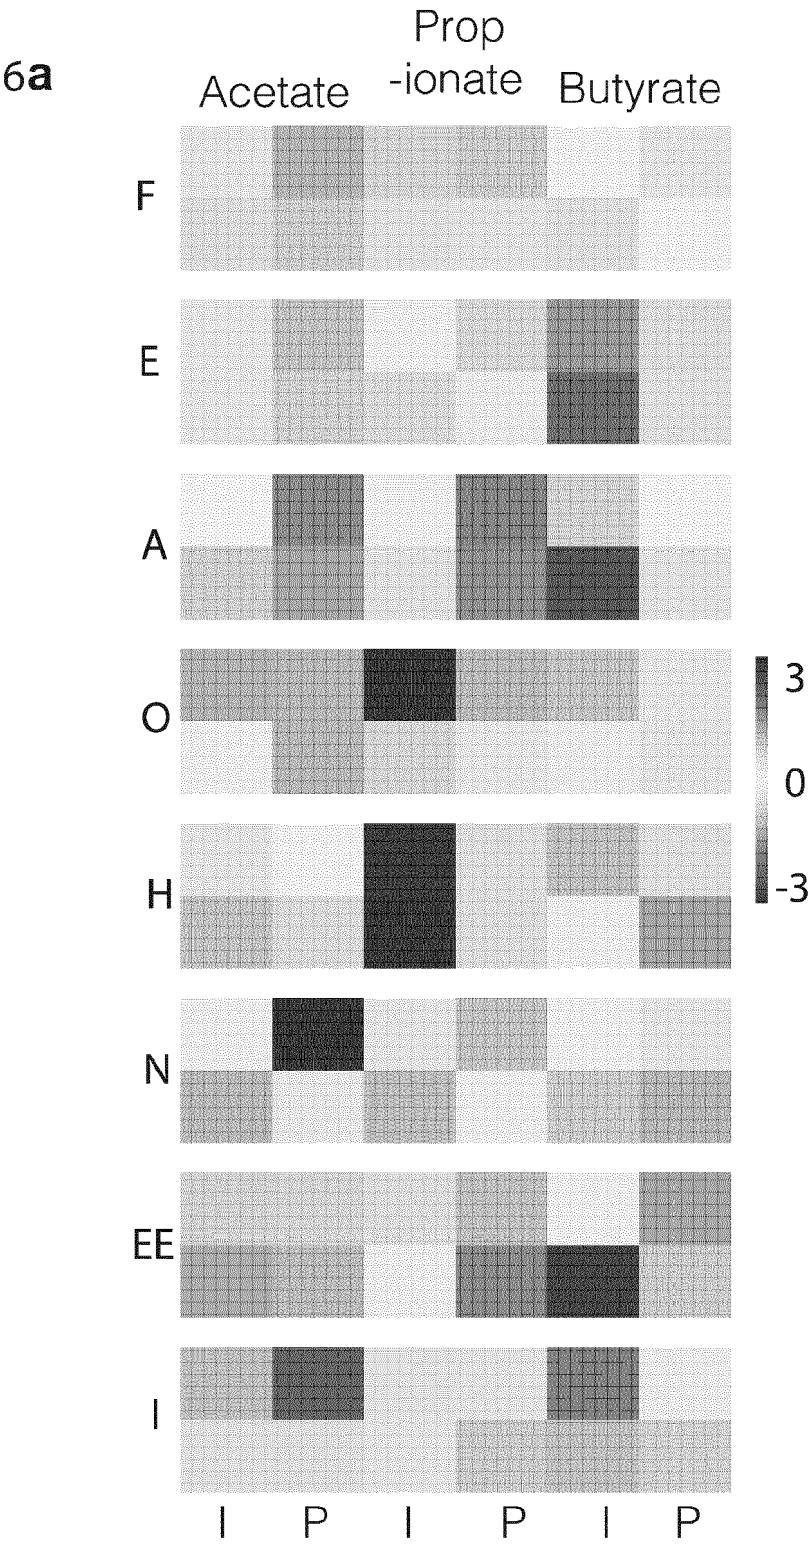 6a
Acetate
Prop
-ionate
Butyrate
F
E
A
O
H
N
EE
I
3
0
-3
I P I P I P